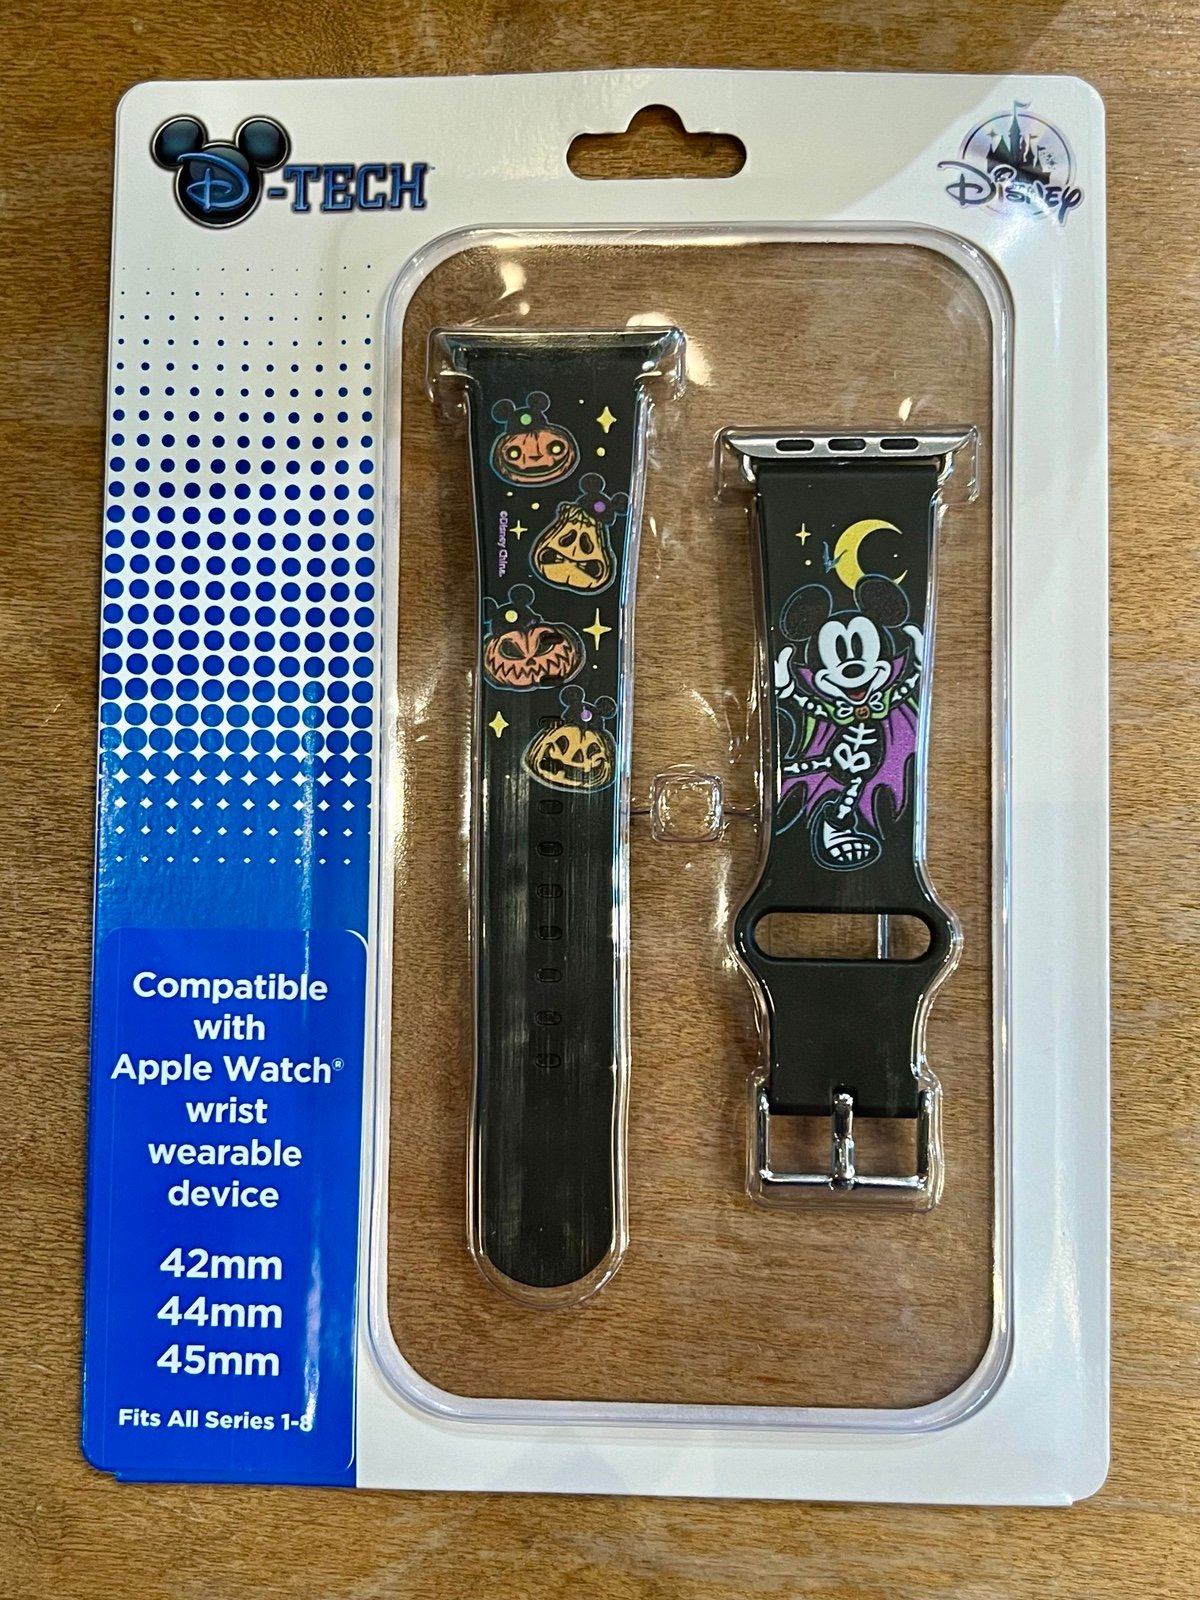 D-TECH
Disney
©Disney China.
Compatible
with
Apple Watch®
wrist
wearable
device
42mm
44mm
45mm
Fits All Series 1-8